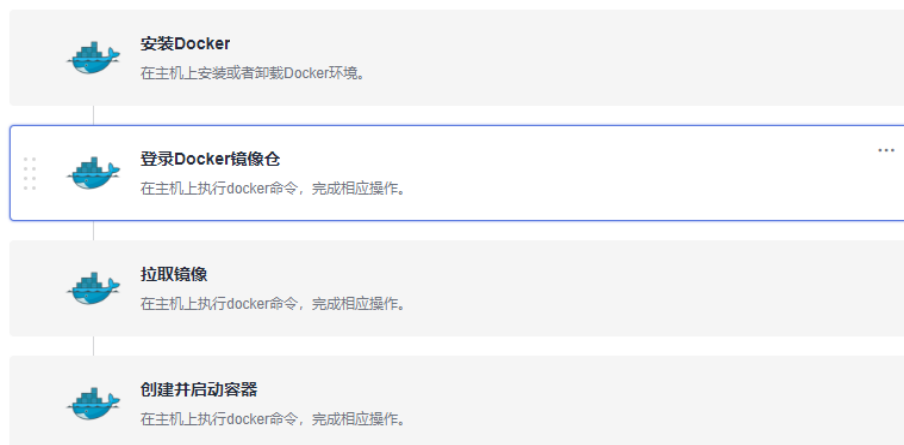 安装Docker
在主机上安装或者卸载Docker环境。
登录Docker镜像仓
在主机上执行docker命令，完成相应操作。
拉取镜像
在主机上执行docker命令，完成相应操作。
创建并启动容器
在主机上执行docker命令，完成相应操作。